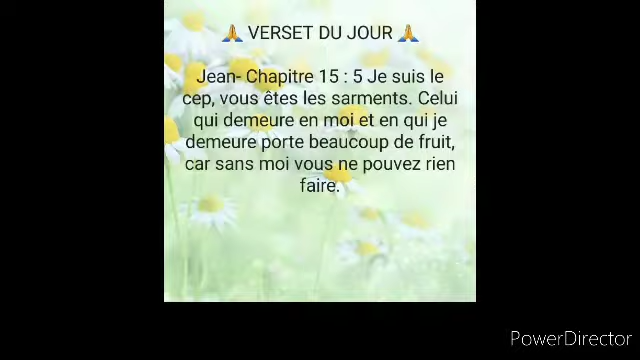 🙏 VERSET DU JOUR 🙏
Jean- Chapitre 15 : 5 Je suis le
cep, vous êtes les sarments. Celui
qui demeure en moi et en qui je
demeure porte beaucoup de fruit,
car sans moi vous ne pouvez rien
faire.
PowerDirector